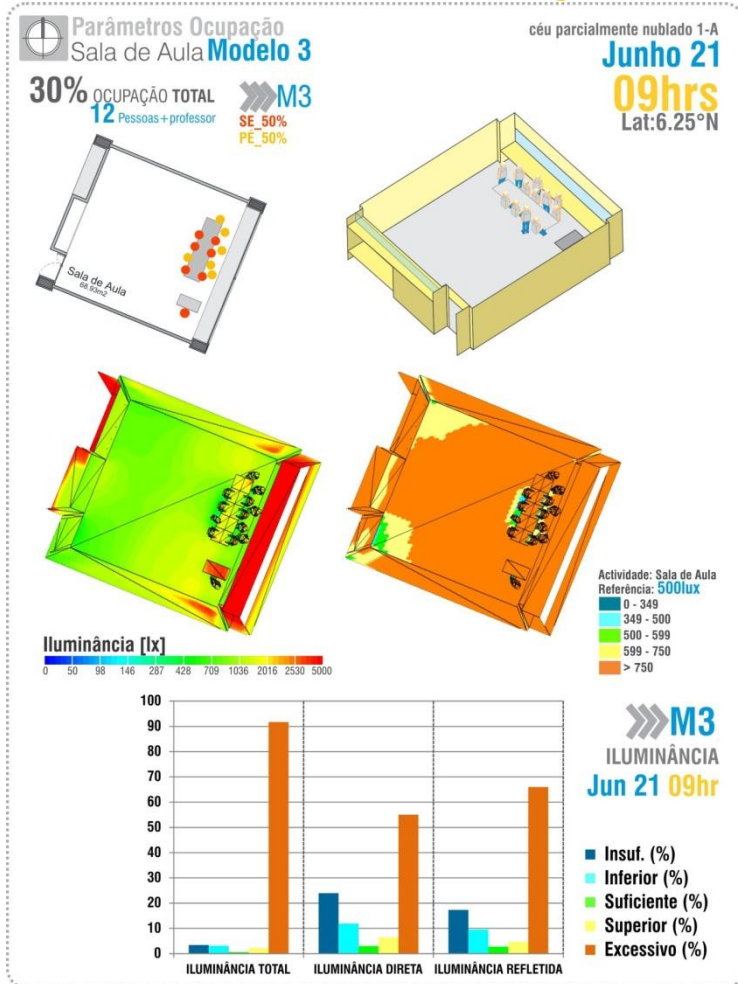 Parâmetros Ocupação
Sala de Aula Modelo 3
30% OCUPAÇÃO TOTAL
12 Pessoas+professor
M3
SE_50%
PÉ_50%
céu parcialmente nublado 1-A
Junho 21
09hrs
Lat:6.25°N
Sala de Aula
68.93m2
Iluminância [lx]
0 50 98 146 287 428 709 1036 2016 2530 5000
Actividade: Sala de Aula
Referência: 500lux
0 - 349
349 - 500
500 - 599
599 - 750
> 750
100
90
80
70
60
50
40
30
20
10
0
ILUMINÂNCIA TOTAL
ILUMINÂNCIA DIRETA
ILUMINÂNCIA REFLETIDA
M3
ILUMINÂNCIA
Jun 21 09hr
Insuf. (%)
Inferior (%)
Suficiente (%)
Superior (%)
Excessivo (%)